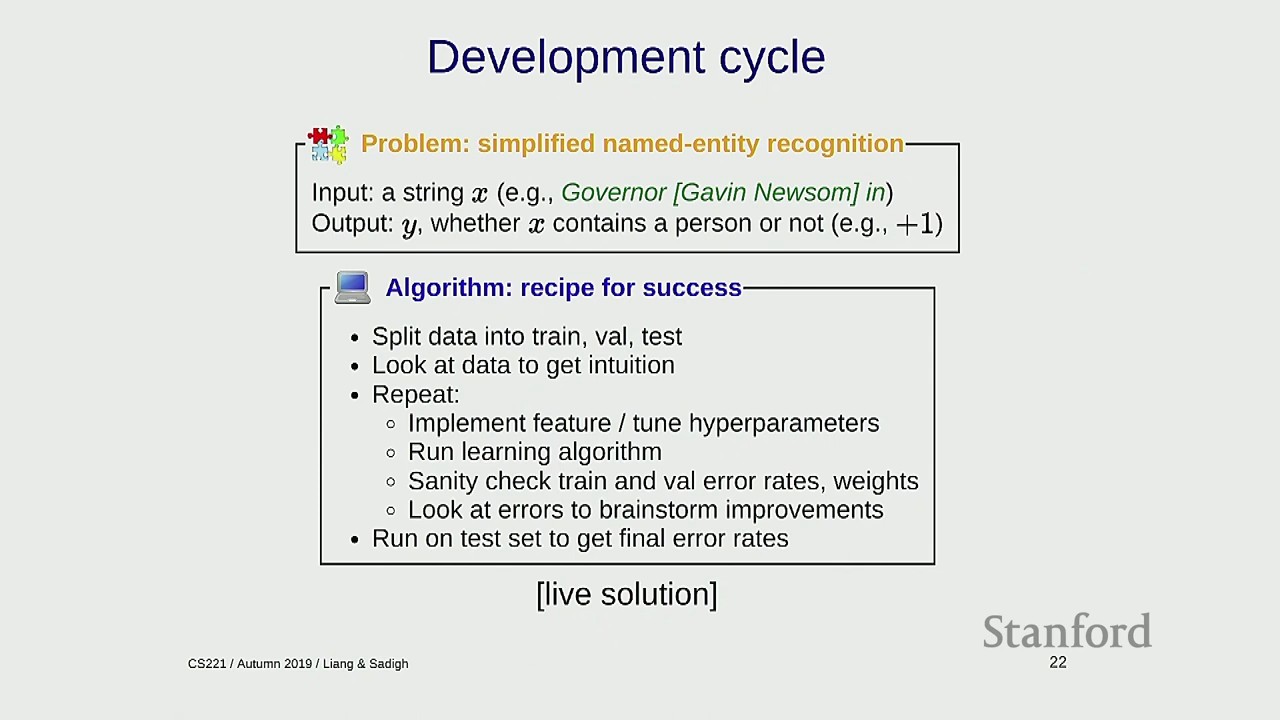 Development cycle
Problem: simplified named-entity recognition
Input: a string x (e.g., Governor [Gavin Newsom] in)
Output: y, whether x contains a person or not (e.g., +1)
Algorithm: recipe for success
• Split data into train, val, test
• Look at data to get intuition
• Repeat:
◦ Implement feature / tune hyperparameters
◦ Run learning algorithm
◦ Sanity check train and val error rates, weights
◦ Look at errors to brainstorm improvements
• Run on test set to get final error rates
[live solution]
Stanford
CS221 / Autumn 2019 / Liang & Sadigh
22